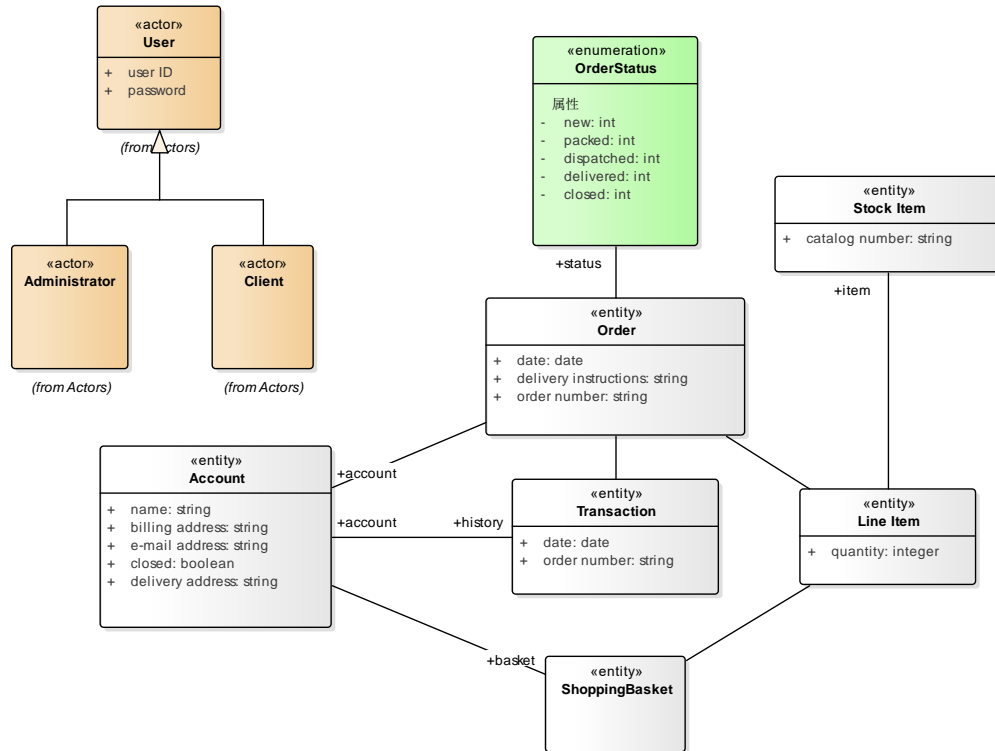 «actor»
User
+ user ID
+ password
(from Actors)
«actor»
Administrator
(from Actors)
«actor»
Client
(from Actors)
«enumeration»
OrderStatus
属性
- new: int
- packed: int
- dispatched: int
- delivered: int
- closed: int
+status
«entity»
Stock Item
+ catalog number: string
+item
«entity»
Order
+ date: date
+ delivery instructions: string
+ order number: string
+account
«entity»
Account
+ name: string
+ billing address: string
+ e-mail address: string
+ closed: boolean
+ delivery address: string
+account
+history
«entity»
Transaction
+ date: date
+ order number: string
«entity»
Line Item
+ quantity: integer
+basket
«entity»
ShoppingBasket